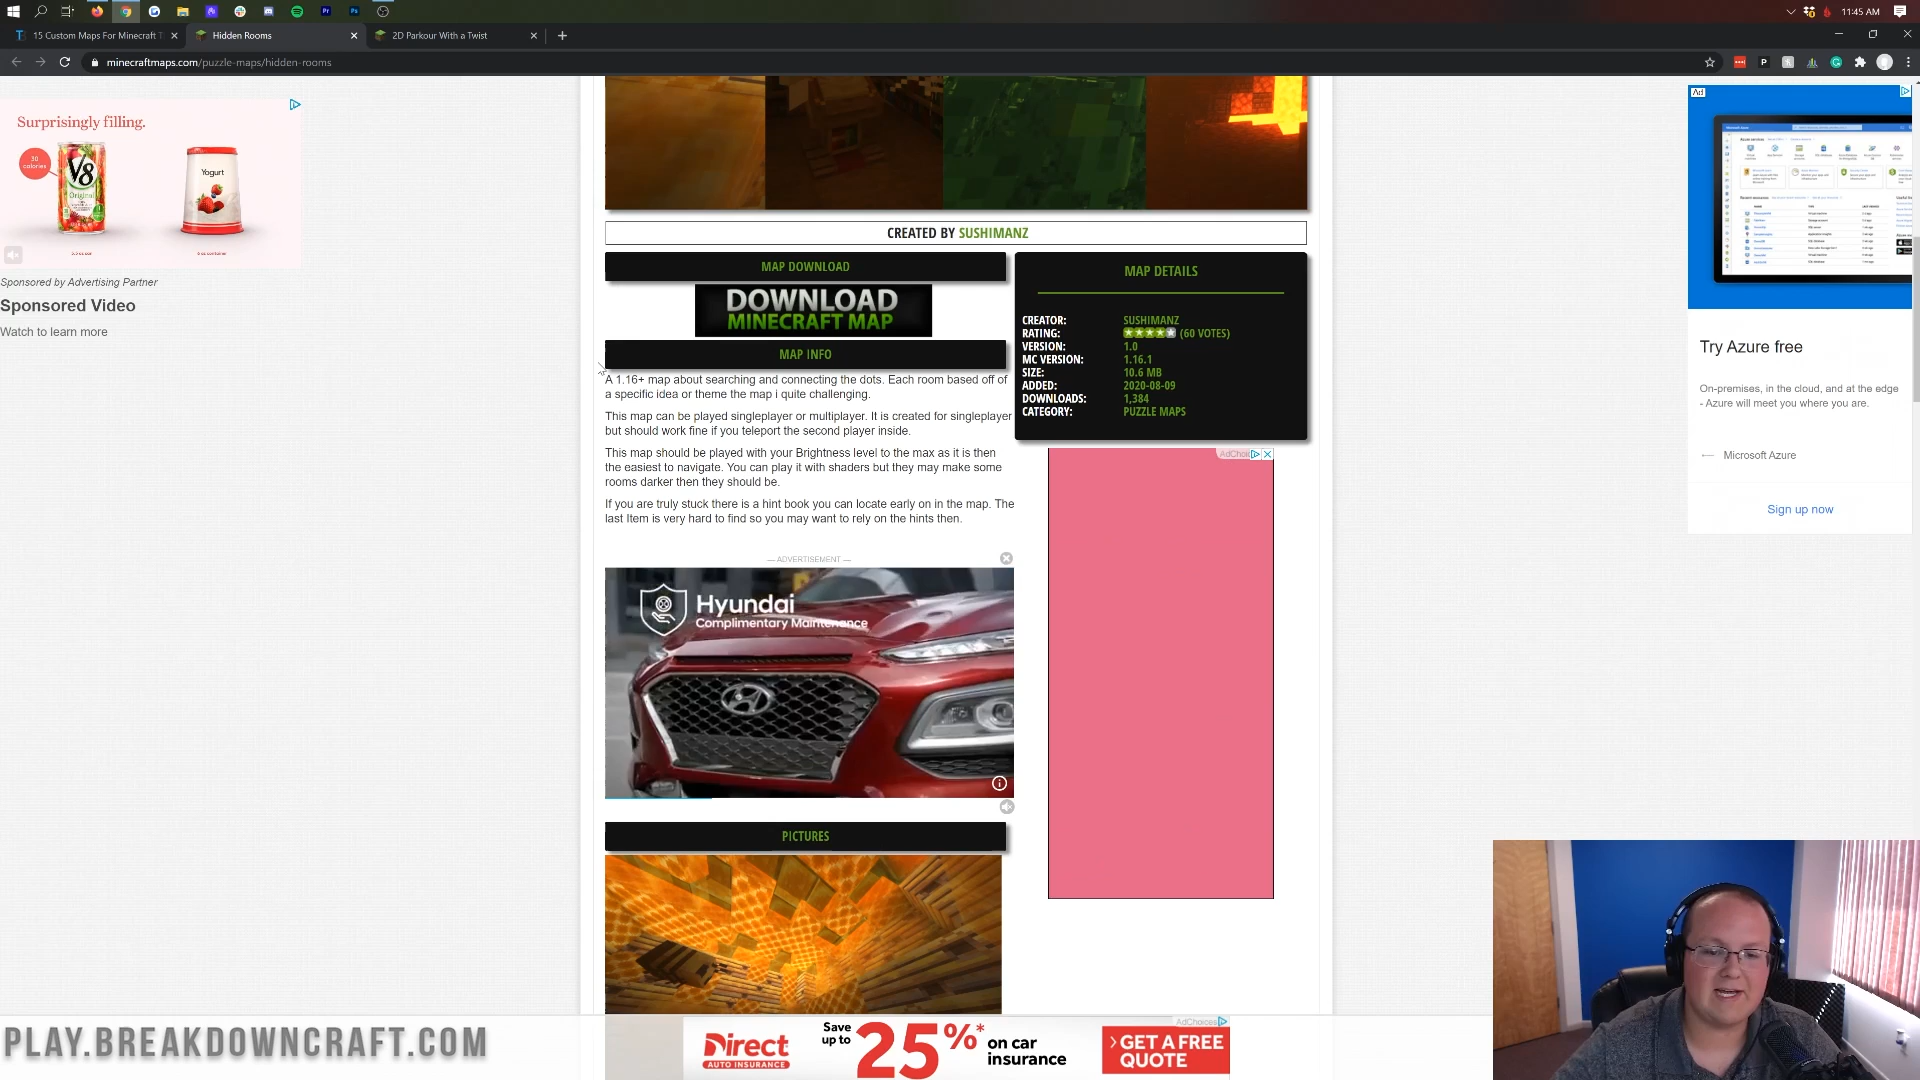 11:45 AM
15 Custom Maps For Minecraft T
Hidden Rooms
2D Parkour With a Twist
minecraftmaps.com/puzzle-maps/hidden-rooms
Surprisingly filling.
30 calories
V8
Original
Yogurt
Sponsored by Advertising Partner
Sponsored Video
Watch to learn more
CREATED BY SUSHIMANZ
MAP DOWNLOAD
DOWNLOAD
MINECRAFT MAP
MAP INFO
A 1.16+ map about searching and connecting the dots. Each room based off of
a specific idea or theme the map i quite challenging.
This map can be played singleplayer or multiplayer. It is created for singleplayer
but should work fine if you teleport the second player inside.
This map should be played with your Brightness level to the max as it is then
the easiest to navigate. You can play it with shaders but they may make some
rooms darker then they should be.
If you are truly stuck there is a hint book you can locate early on in the map. The
last Item is very hard to find so you may want to rely on the hints then.
MAP DETAILS
CREATOR: SUSHIMANZ
RATING: (60 VOTES)
VERSION: 1.0
MC VERSION: 1.16.1
SIZE: 10.6 MB
ADDED: 2020-08-09
DOWNLOADS: 1,384
CATEGORY: PUZZLE MAPS
— ADVERTISEMENT —
Hyundai
Complimentary Maintenance
PICTURES
Ad
Try Azure free
On-premises, in the cloud, and at the edge
- Azure will meet you where you are.
Microsoft Azure
Sign up now
AdChoices
Direct
AUTO INSURANCE
Save
up to
25%*
on car
insurance
> GET A FREE
QUOTE
PLAY.BREAKDOWNCRAFT.COM